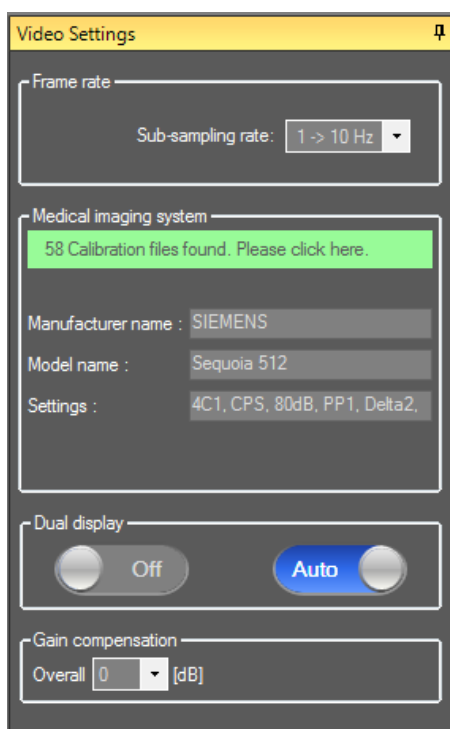 Video Settings
Frame rate
Sub-sampling rate: 1 -> 10 Hz
Medical imaging system
58 Calibration files found. Please click here.
Manufacturer name : SIEMENS
Model name : Sequoia 512
Settings : 4C1, CPS, 80dB, PP1, Delta2,
Dual display
Off Auto
Gain compensation
Overall 0 [dB]